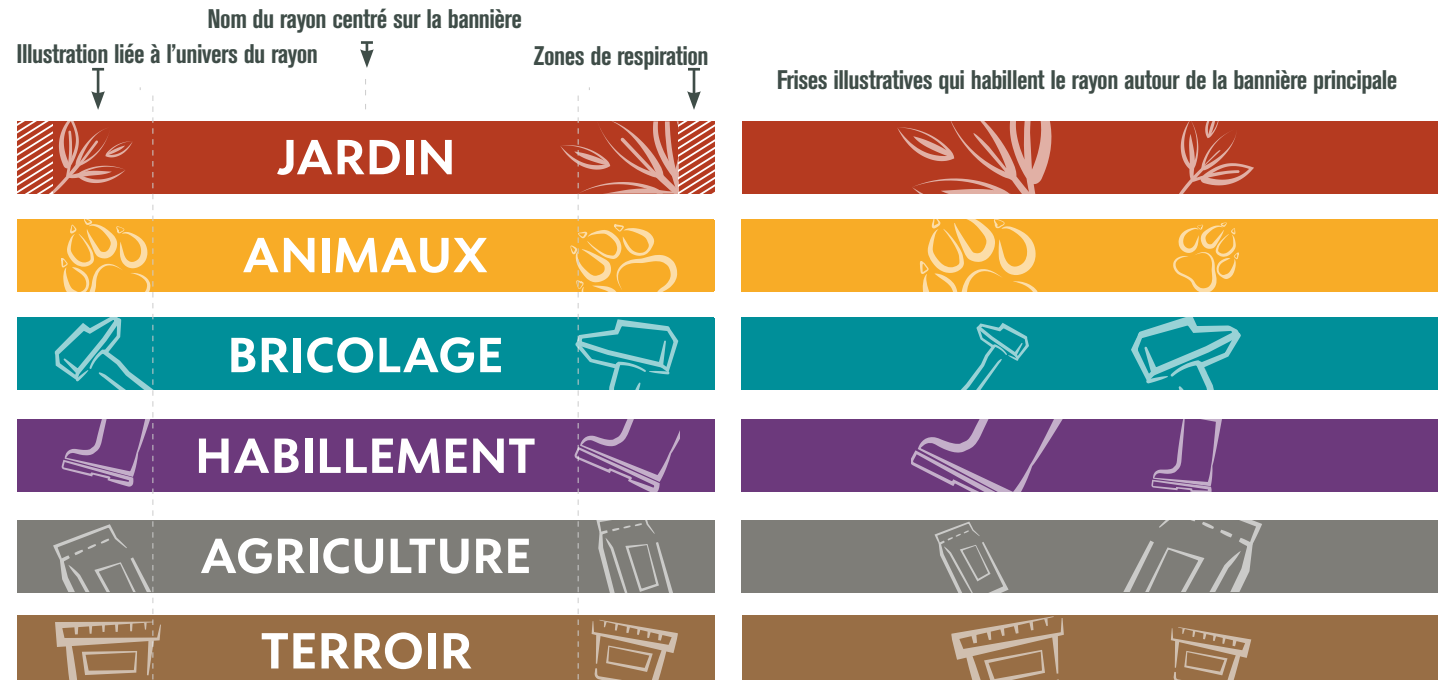 Nom du rayon centré sur la bannière
Illustration liée à l'univers du rayon
Zones de respiration
Frises illustratives qui habillent le rayon autour de la bannière principale
JARDIN
ANIMAUX
BRICOLAGE
HABILLEMENT
AGRICULTURE
TERROIR